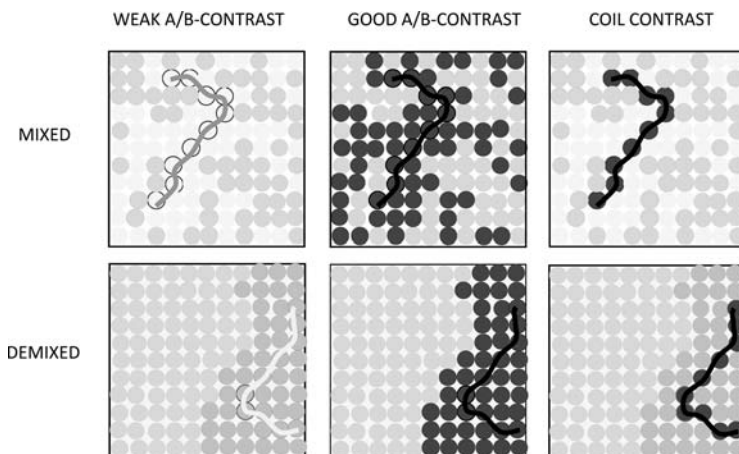 WEAK A/B-CONTRAST GOOD A/B-CONTRAST COIL CONTRAST
MIXED
DEMIXED